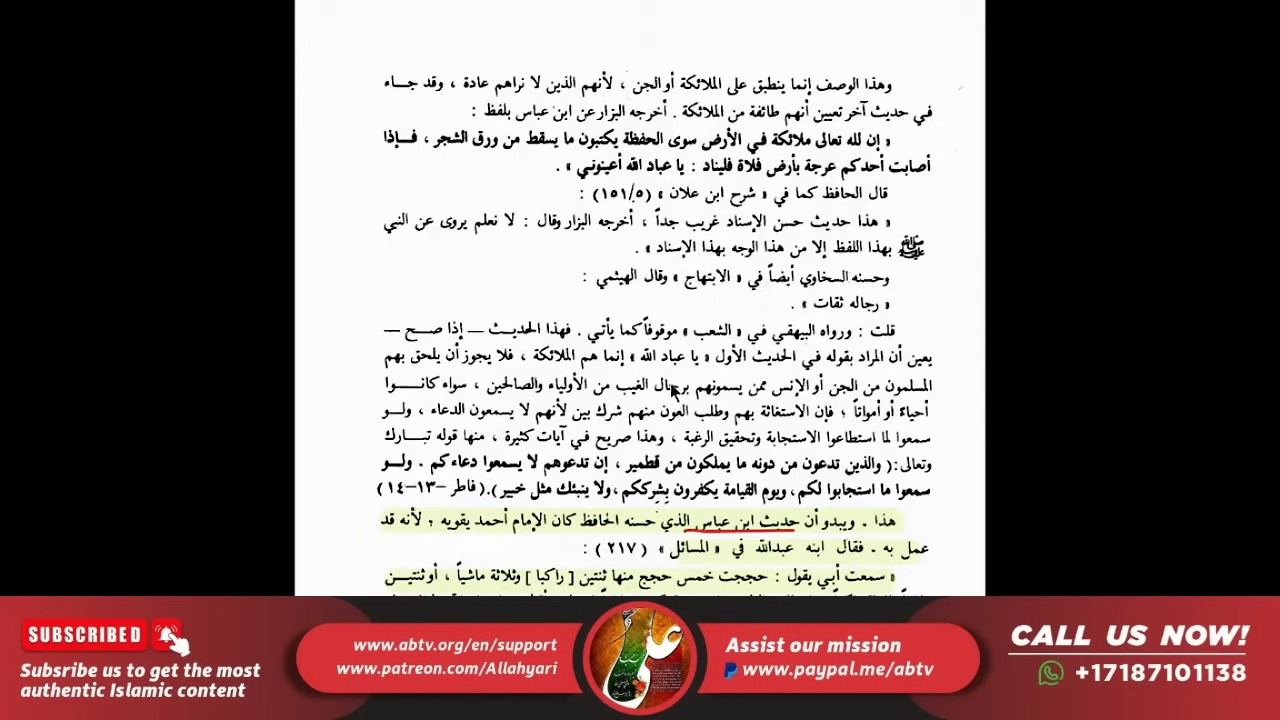 وهذا الوصف إنما ينطبق على الملائكة أو الجن ، لأنهم الذين لا نراهم عادة ، وقد جــاء
في حديث آخر تعيين أنهم طائفة من الملائكة . أخرجه البزار عن ابن عباس بلفظ :
« إن لله تعالى ملائكة في الأرض سوى الحفظة يكتبون ما يسقط من ورق الشجر ، فــإذا
أصابت أحدكم عرجة بأرض فلاة فليناد : يا عباد الله أعينوني » .
قال الحافظ كما في « شرح ابن علان » (١٥١/٥) :
« هذا حديث حسن الإسناد غريب جداً ، أخرجه البزار وقال : لا نعلم يروى عن النبي
ﷺ بهذا اللفظ إلا من هذا الوجه بهذا الإسناد » .
وحسنه السخاوي أيضاً في « الابتهاج » وقال الهيثمي :
« رجاله ثقات » .
قلت : ورواه البيهقي في « الشعب » موقوفاً كما يأتي . فهذا الحديــث — إذا صــح —
يعين أن المراد بقوله في الحديث الأول « يا عباد الله » إنما هم الملائكة ، فلا يجوز أن يلحق بهم
المسلمون من الجن أو الإنس ممن يسمونهم برجال الغيب من الأولياء والصالحين ، سواء كانــــوا
أحياءً أو أمواتاً ؛ فإن الاستغاثة بهم وطلب العون منهم شرك بين لأنهم لا يسمعون الدعاء ، ولــو
سمعوا لما استطاعوا الاستجابة وتحقيق الرغبة ، وهذا صريح في آيات كثيرة ، منها قوله تبــارك
وتعالى:( والذين تدعون من دونه ما يملكون من قطمير ، إن تدعوهم لا يسمعوا دعاءكم . ولــو
سمعوا ما استجابوا لكم، ويوم القيامة يكفرون بِشِرككم ، ولا ينبئك مثل خبير).(فاطر -١٣-١٤)
هذا . ويبدو أن حديث ابن عباس الذي حسنه الحافظ كان الإمام أحمد يقويه ؛ لأنه قد
عمل به . فقال ابنه عبدالله في « المسائل » (٢١٧) :
« سمعت أبي يقول : حججت خمس حجج منها ثنتين [ راكبا ] وثلاثة ماشياً ، أو ثنتيــن
SUBSCRIBED
Subsribe us to get the most
authentic Islamic content
www.abtv.org/en/support
www.patreon.com/Allahyari
Assist our mission
www.paypal.me/abtv
CALL US NOW!
+17187101138